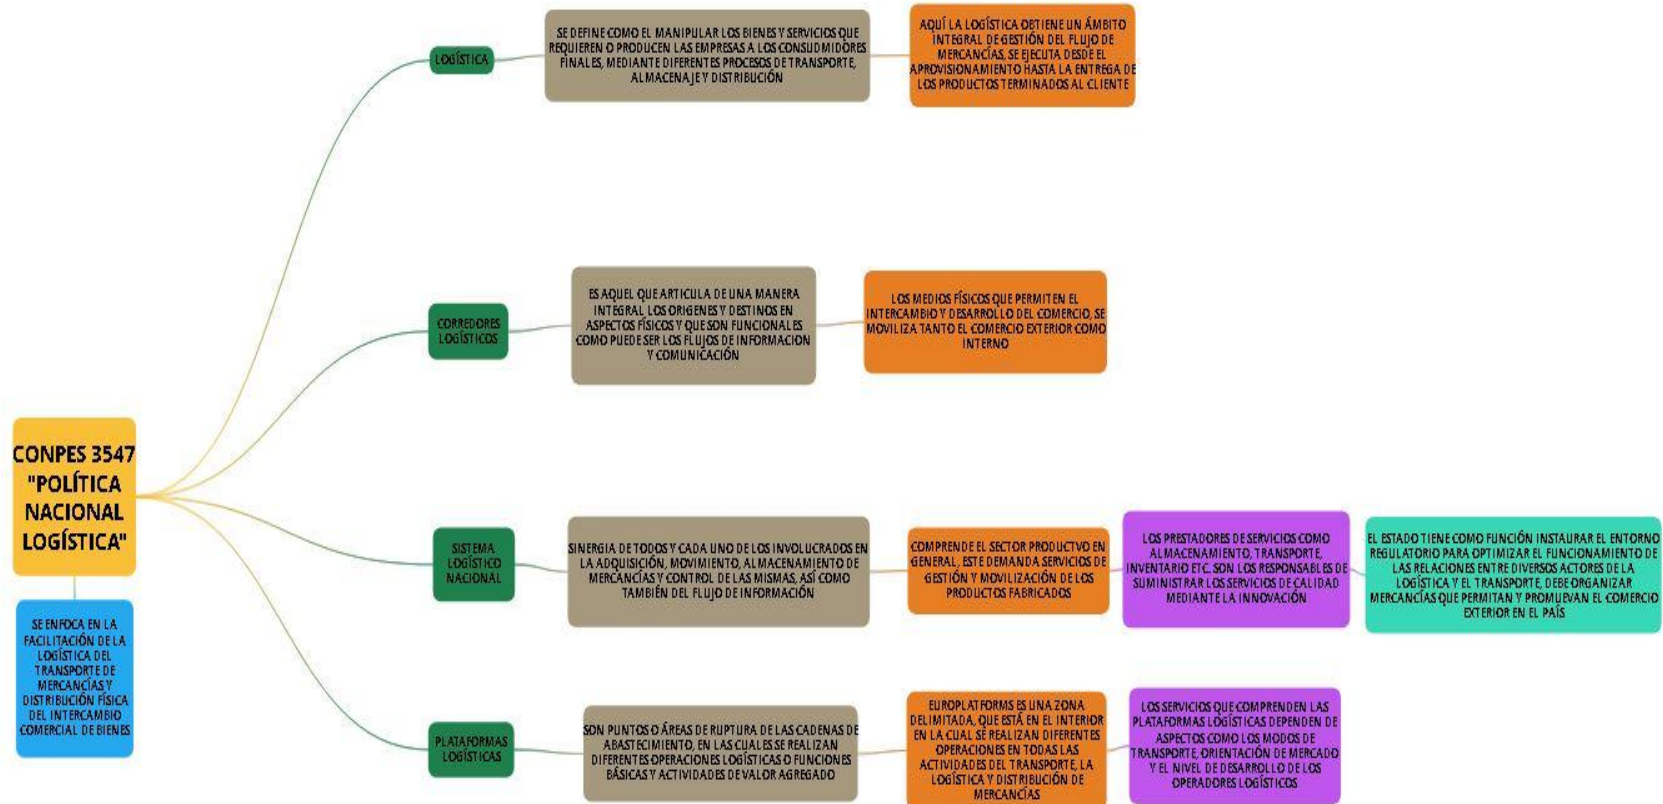 LOGÍSTICA
SE DEFINE COMO EL MANIPULAR LOS BIENES Y SERVICIOS QUE
REQUIEREN O PRODUCEN LAS EMPRESAS A LOS CONSUDMIDORES
FINALES, MEDIANTE DIFERENTES PROCESOS DE TRANSPORTE,
ALMACENAJE Y DISTRIBUCIÓN
AQUÍ LA LOGÍSTICA OBTIENE UN ÁMBITO
INTEGRAL DE GESTIÓN DEL FLUJO DE
MERCANCÍAS, SE EJECUTA DESDE EL
APROVISIONAMIENTO HASTA LA ENTREGA DE
LOS PRODUCTOS TERMINADOS AL CLIENTE
CORREDORES
LOGÍSTICOS
ES AQUEL QUE ARTICULA DE UNA MANERA
INTEGRAL LOS ORIGENES Y DESTINOS EN
ASPECTOS FÍSICOS Y QUE SON FUNCIONALES
COMO PUEDE SER LOS FLUJOS DE INFORMACION
Y COMUNICACIÓN
LOS MEDIOS FÍSICOS QUE PERMITEN EL
INTERCAMBIO Y DESARROLLO DEL COMERCIO, SE
MOVILIZA TANTO EL COMERCIO EXTERIOR COMO
INTERNO
CONPES 3547
"POLÍTICA
NACIONAL
LOGÍSTICA"
SE ENFOCA EN LA
FACILITACIÓN DE LA
LOGÍSTICA DEL
TRANSPORTE DE
MERCANCÍAS Y
DISTRIBUCIÓN FÍSICA
DEL INTERCAMBIO
COMERCIAL DE BIENES
SISTEMA
LOGÍSTICO
NACIONAL
SINERGIA DE TODOS Y CADA UNO DE LOS INVOLUCRADOS EN
LA ADQUISICIÓN, MOVIMIENTO, ALMACENAMIENTO DE
MERCANCÍAS Y CONTROL DE LAS MISMAS, ASÍ COMO
TAMBIÉN DEL FLUJO DE INFORMACIÓN
COMPRENDE EL SECTOR PRODUCTVO EN
GENERAL, ESTE DEMANDA SERVICIOS DE
GESTIÓN Y MOVILIZACIÓN DE LOS
PRODUCTOS FABRICADOS
LOS PRESTADORES DE SERVICIOS COMO
ALMACENAMIENTO, TRANSPORTE,
INVENTARIO ETC. SON LOS RESPONSABLES DE
SUMINISTRAR LOS SERVICIOS DE CALIDAD
MEDIANTE LA INNOVACIÓN
EL ESTADO TIENE COMO FUNCIÓN INSTAURAR EL ENTORNO
REGULATORIO PARA OPTIMIZAR EL FUNCIONAMIENTO DE
LAS RELACIONES ENTRE DIVERSOS ACTORES DE LA
LOGÍSTICA Y EL TRANSPORTE, DEBE ORGANIZAR
MERCANCÍAS QUE PERMITAN Y PROMUEVAN EL COMERCIO
EXTERIOR EN EL PAÍS
PLATAFORMAS
LOGÍSTICAS
SON PUNTOS O ÁREAS DE RUPTURA DE LAS CADENAS DE
ABASTECIMIENTO, EN LAS CUALES SE REALIZAN
DIFERENTES OPERACIONES LOGÍSTICAS O FUNCIONES
BÁSICAS Y ACTIVIDADES DE VALOR AGREGADO
EUROPLATFORMS ES UNA ZONA
DELIMITADA, QUE ESTÁ EN EL INTERIOR
EN LA CUAL SE REALIZAN DIFERENTES
OPERACIONES EN TODAS LAS
ACTIVIDADES DEL TRANSPORTE, LA
LOGÍSTICA Y DISTRIBUCIÓN DE
MERCANCÍAS
LOS SERVICIOS QUE COMPRENDEN LAS
PLATAFORMAS LOGÍSTICAS DEPENDEN DE
ASPECTOS COMO LOS MODOS DE
TRANSPORTE, ORIENTACIÓN DE MERCADO
Y EL NIVEL DE DESARROLLO DE LOS
OPERADORES LOGÍSTICOS